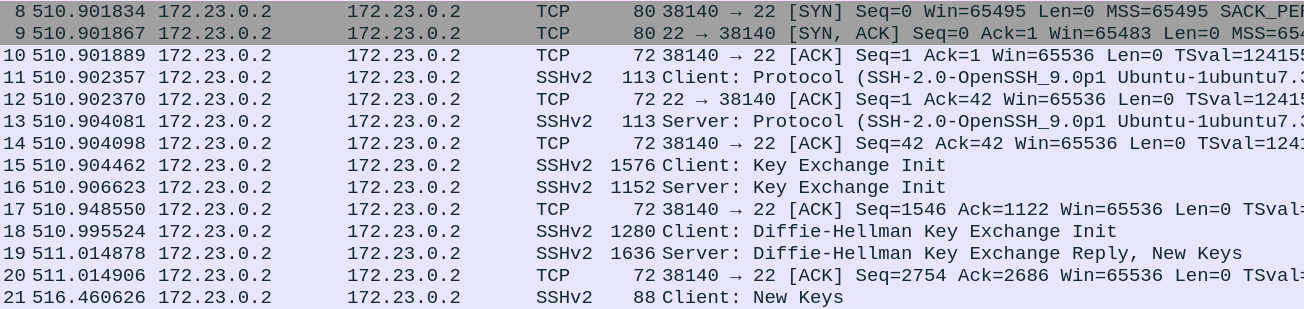 8 510.901834 172.23.0.2 172.23.0.2 TCP 80 38140 → 22 [SYN] Seq=0 Win=65495 Len=0 MSS=65495 SACK_PE
9 510.901867 172.23.0.2 172.23.0.2 TCP 80 22 → 38140 [SYN, ACK] Seq=0 Ack=1 Win=65483 Len=0 MSS=654
10 510.901889 172.23.0.2 172.23.0.2 TCP 72 38140 → 22 [ACK] Seq=1 Ack=1 Win=65536 Len=0 TSval=12415
11 510.902357 172.23.0.2 172.23.0.2 SSHv2 113 Client: Protocol (SSH-2.0-OpenSSH_9.0p1 Ubuntu-1ubuntu7.3
12 510.902370 172.23.0.2 172.23.0.2 TCP 72 22 → 38140 [ACK] Seq=1 Ack=42 Win=65536 Len=0 TSval=12415
13 510.904081 172.23.0.2 172.23.0.2 SSHv2 113 Server: Protocol (SSH-2.0-OpenSSH_9.0p1 Ubuntu-1ubuntu7.3
14 510.904098 172.23.0.2 172.23.0.2 TCP 72 38140 → 22 [ACK] Seq=42 Ack=42 Win=65536 Len=0 TSval=1241
15 510.904462 172.23.0.2 172.23.0.2 SSHv2 1576 Client: Key Exchange Init
16 510.906623 172.23.0.2 172.23.0.2 SSHv2 1152 Server: Key Exchange Init
17 510.948550 172.23.0.2 172.23.0.2 TCP 72 38140 → 22 [ACK] Seq=1546 Ack=1122 Win=65536 Len=0 TSval=
18 510.995524 172.23.0.2 172.23.0.2 SSHv2 1280 Client: Diffie-Hellman Key Exchange Init
19 511.014878 172.23.0.2 172.23.0.2 SSHv2 1636 Server: Diffie-Hellman Key Exchange Reply, New Keys
20 511.014906 172.23.0.2 172.23.0.2 TCP 72 38140 → 22 [ACK] Seq=2754 Ack=2686 Win=65536 Len=0 TSval=
21 516.460626 172.23.0.2 172.23.0.2 SSHv2 88 Client: New Keys